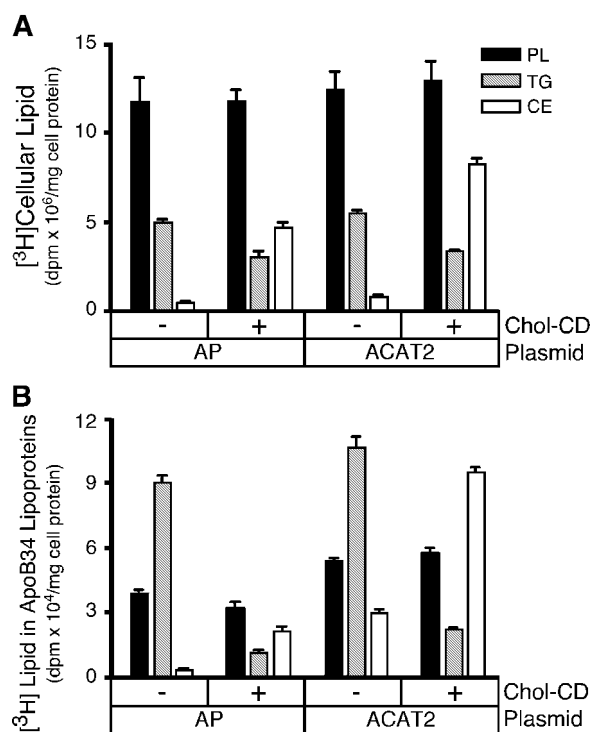 A
[³H]Cellular Lipid
(dpm x 10⁶/mg cell protein)
15
10
5
0
PL
TG
CE
- + - + Chol-CD
AP ACAT2 Plasmid
B
[³H] Lipid in ApoB34 Lipoproteins
(dpm x 10⁴/mg cell protein)
12
9
6
3
0
- + - + Chol-CD
AP ACAT2 Plasmid